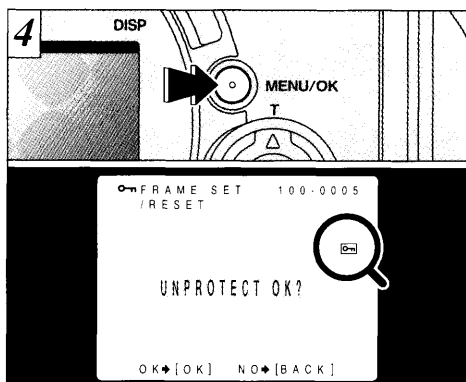 4
DISP
MENU/OK
T
FRAME SET 100-0005
/RESET
UNPROTECT OK?
OK➧[OK] NO➧[BACK]